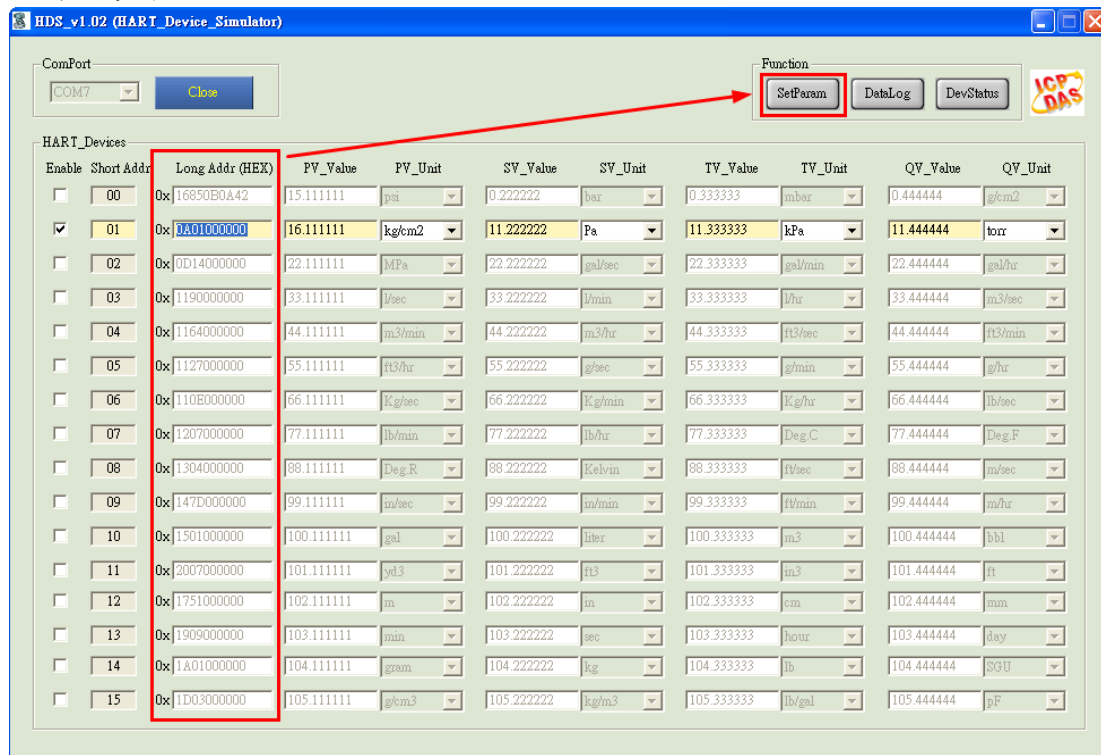 HDS_v1.02 (HART_Device_Simulator)
ComPort
COM7 Close
Function
SetParam DataLog DevStatus
ICP DAS
HART_Devices
Enable Short Addr Long Addr (HEX) PV_Value PV_Unit SV_Value SV_Unit TV_Value TV_Unit QV_Value QV_Unit
00 0x 16850B0A42 15.111111 psi 0.222222 bar 0.333333 mbar 0.444444 g/cm2
01 0x 0A01000000 16.111111 kg/cm2 11.222222 Pa 11.333333 kPa 11.444444 torr
02 0x 0D14000000 22.111111 MPa 22.222222 gal/sec 22.333333 gal/min 22.444444 gal/hr
03 0x 1190000000 33.111111 l/sec 33.222222 l/min 33.333333 l/hr 33.444444 m3/sec
04 0x 1164000000 44.111111 m3/min 44.222222 m3/hr 44.333333 ft3/sec 44.444444 ft3/min
05 0x 1127000000 55.111111 ft3/hr 55.222222 g/sec 55.333333 g/min 55.444444 g/hr
06 0x 110E000000 66.111111 Kg/sec 66.222222 Kg/min 66.333333 Kg/hr 66.444444 lb/sec
07 0x 1207000000 77.111111 lb/min 77.222222 lb/hr 77.333333 Deg.C 77.444444 Deg.F
08 0x 1304000000 88.111111 Deg.R 88.222222 Kelvin 88.333333 ft/sec 88.444444 m/sec
09 0x 147D000000 99.111111 in/sec 99.222222 in/min 99.333333 ft/min 99.444444 m/hr
10 0x 1501000000 100.111111 gal 100.222222 liter 100.333333 m3 100.444444 bbl
11 0x 2007000000 101.111111 yd3 101.222222 ft3 101.333333 in3 101.444444 ft
12 0x 1751000000 102.111111 m 102.222222 in 102.333333 cm 102.444444 mm
13 0x 1909000000 103.111111 min 103.222222 sec 103.333333 hour 103.444444 day
14 0x 1A01000000 104.111111 gram 104.222222 kg 104.333333 lb 104.444444 SGU
15 0x 1D03000000 105.111111 g/cm3 105.222222 kg/m3 105.333333 lb/gal 105.444444 pF